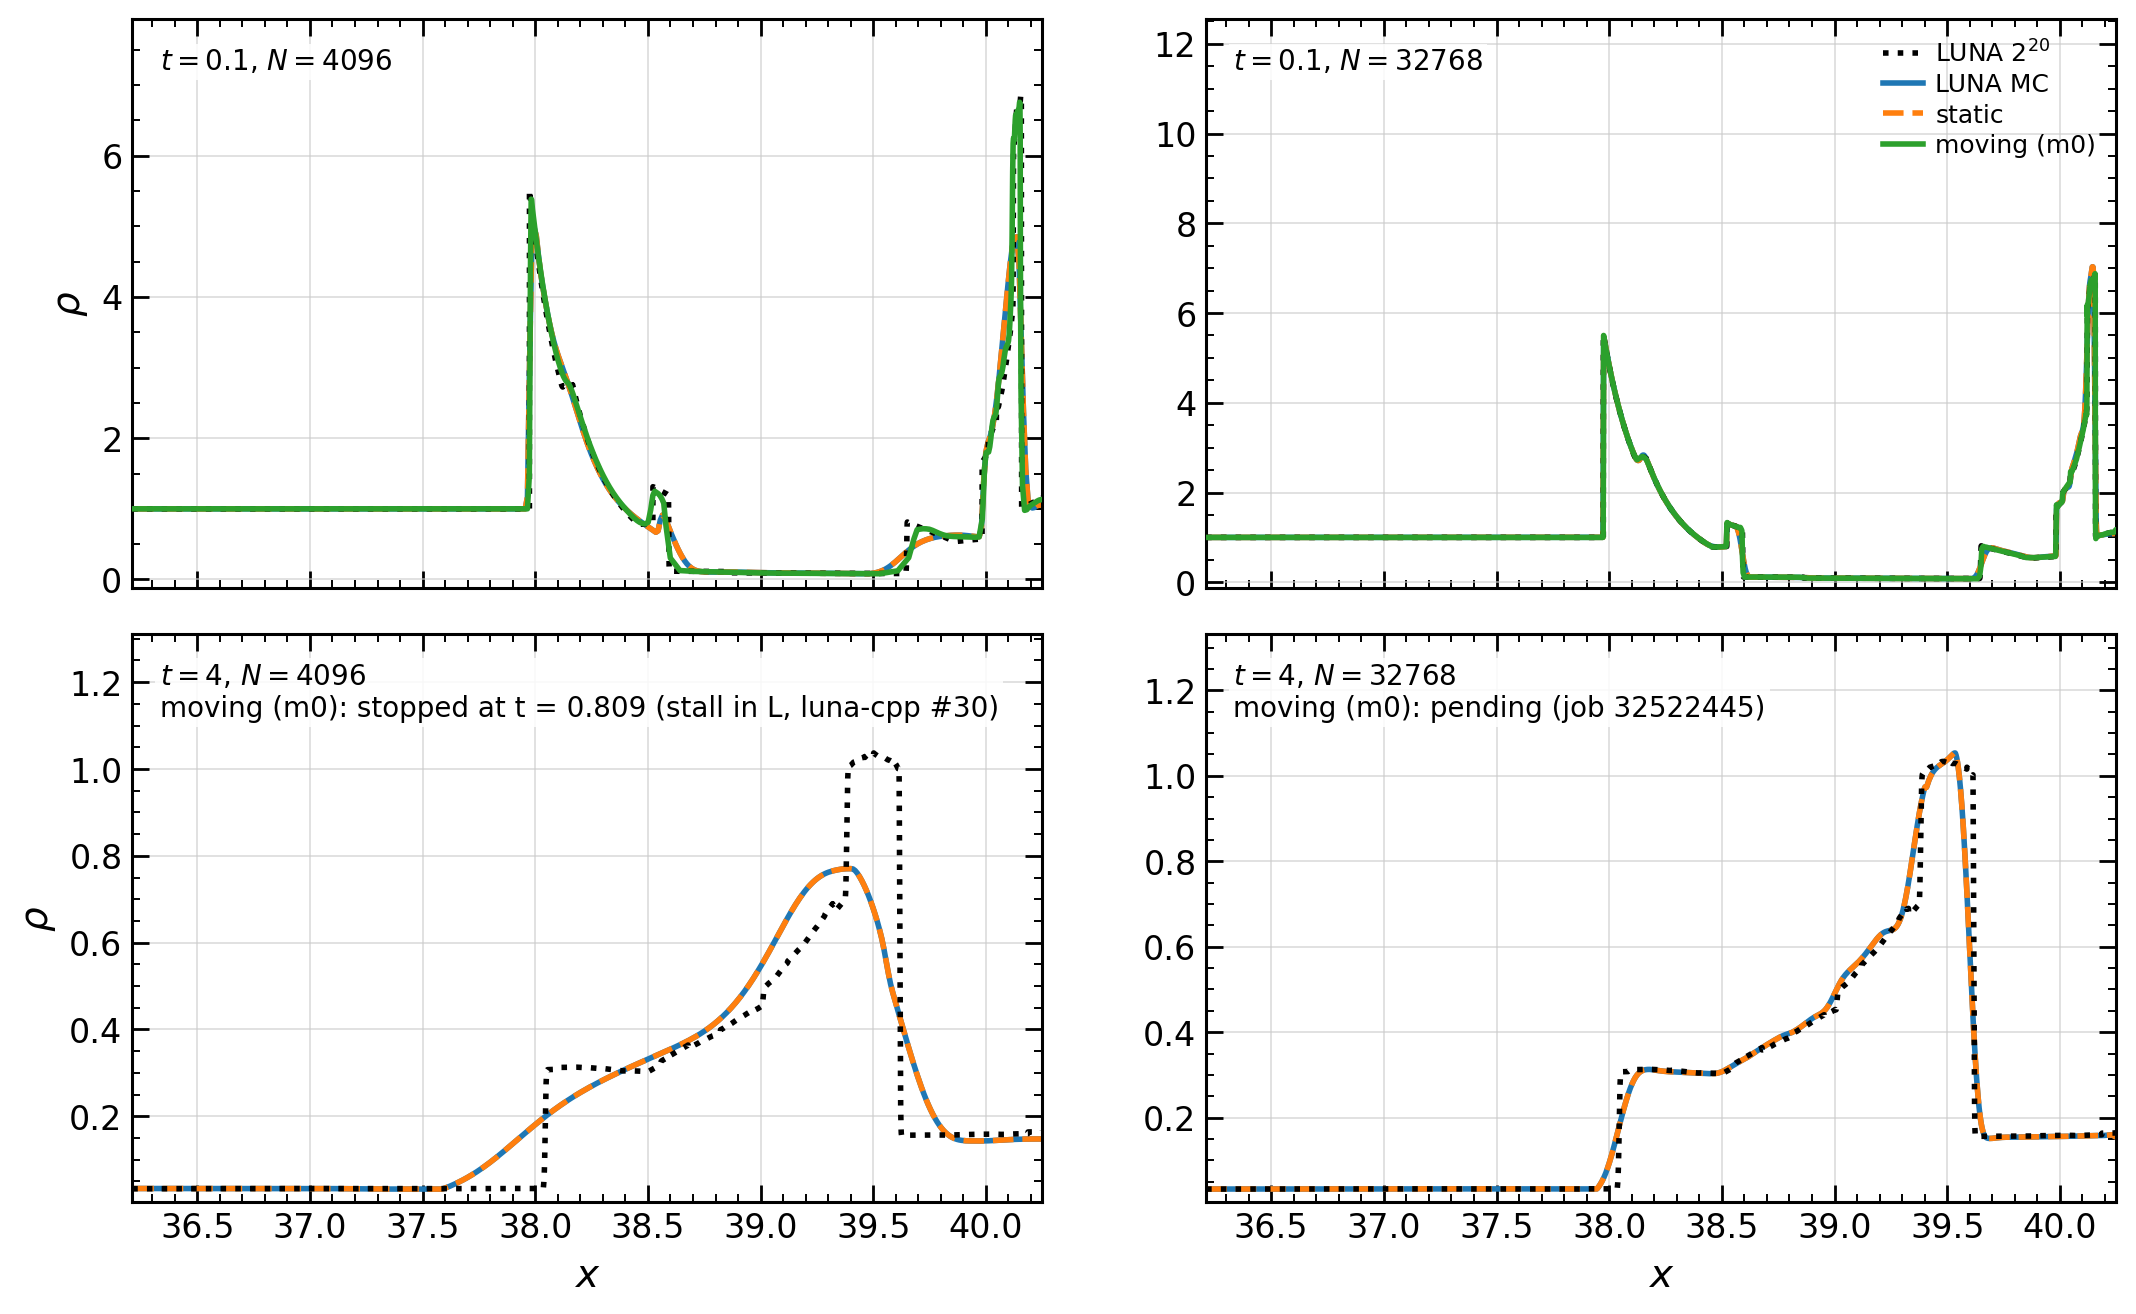 t = 0.1, N = 4096
6
4
2
0
ρ
t = 0.1, N = 32768
LUNA 2^20
LUNA MC
static
moving (m0)
12
10
8
6
4
2
0
t = 4, N = 4096
moving (m0): stopped at t = 0.809 (stall in L, luna-cpp #30)
1.2
1.0
0.8
0.6
0.4
0.2
ρ
36.5 37.0 37.5 38.0 38.5 39.0 39.5 40.0
x
t = 4, N = 32768
moving (m0): pending (job 32522445)
1.2
1.0
0.8
0.6
0.4
0.2
36.5 37.0 37.5 38.0 38.5 39.0 39.5 40.0
x